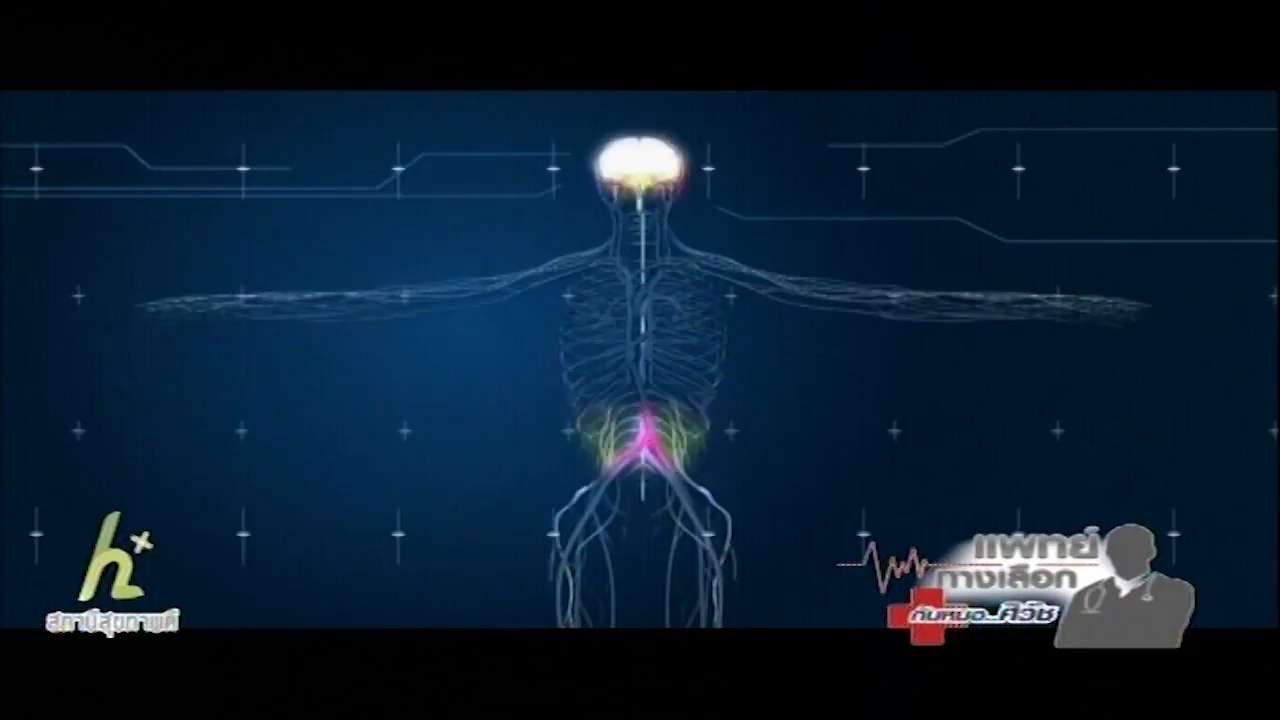 h+
สถานีสุขภาพดี
แพทย์
ทางเลือก
กับหมอ..ศิวัช